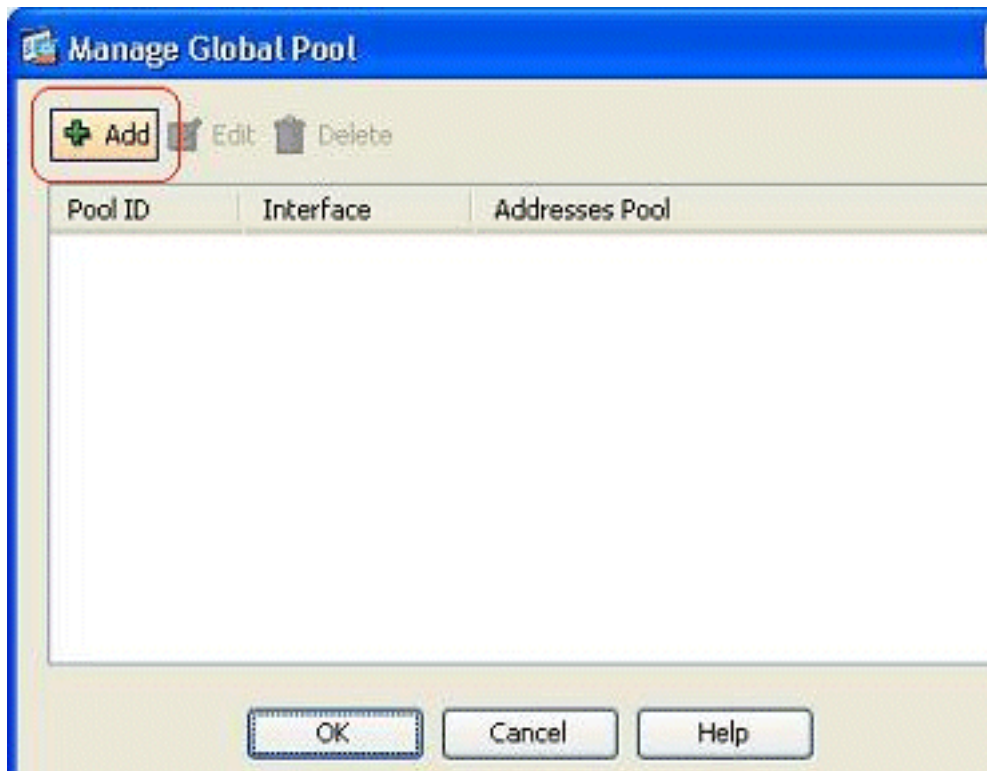 Manage Global Pool
Add Edit Delete
Pool ID Interface Addresses Pool
OK Cancel Help